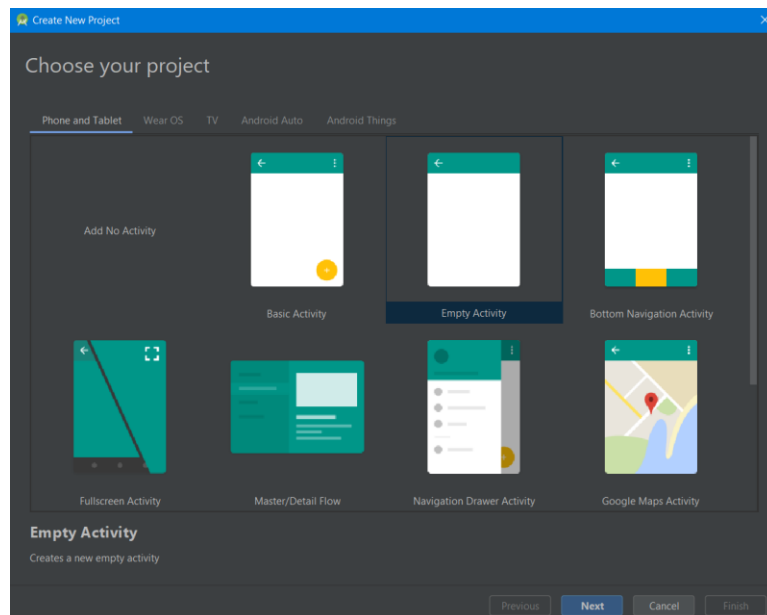 Create New Project
Choose your project
Phone and Tablet Wear OS TV Android Auto Android Things
Add No Activity
Basic Activity
Empty Activity
Bottom Navigation Activity
Fullscreen Activity
Master/Detail Flow
Navigation Drawer Activity
Google Maps Activity
Empty Activity
Creates a new empty activity
Previous Next Cancel Finish